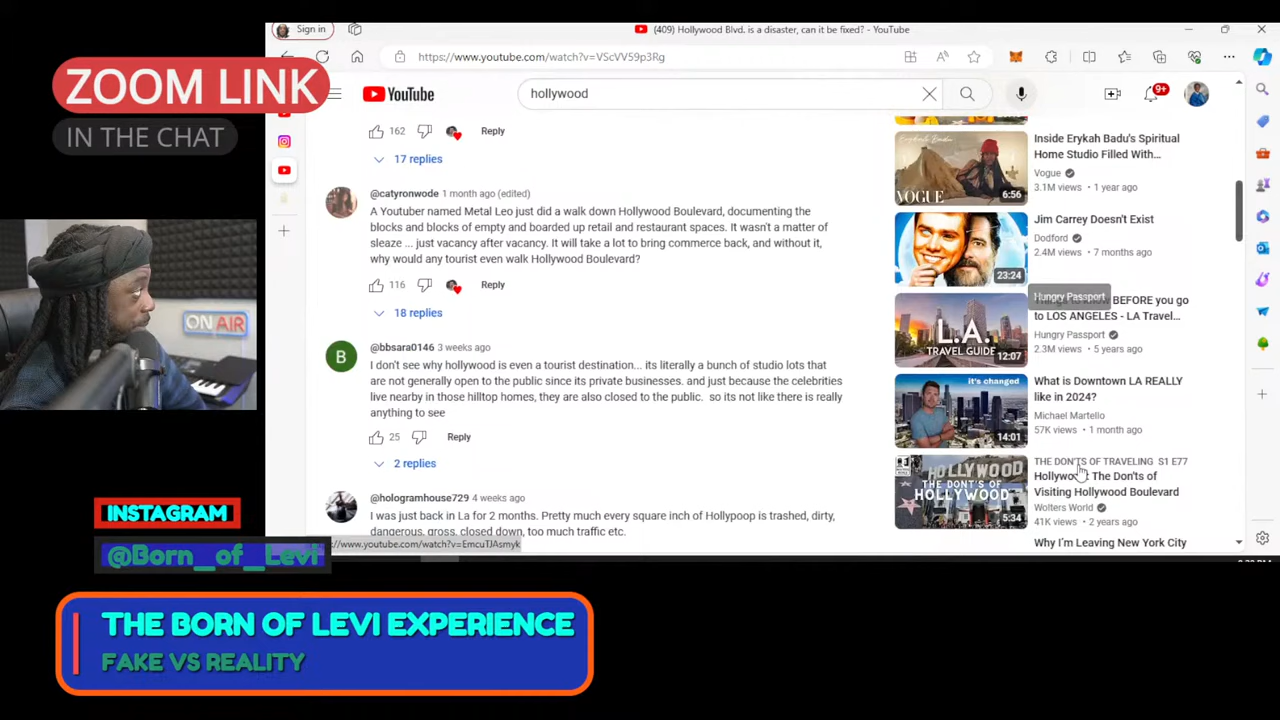 Sign in
(409) Hollywood Blvd. is a disaster, can it be fixed? - YouTube
https://www.youtube.com/watch?v=VScVV59p3Rg
ZOOM LINK
IN THE CHAT
YouTube
hollywood
9+
162
Reply
17 replies
@catyronwode 1 month ago (edited)
A Youtuber named Metal Leo just did a walk down Hollywood Boulevard, documenting the
blocks and blocks of empty and boarded up retail and restaurant spaces. It wasn't a matter of
sleaze ... just vacancy after vacancy. It will take a lot to bring commerce back, and without it,
why would any tourist even walk Hollywood Boulevard?
116
Reply
18 replies
B
@bbsara0146 3 weeks ago
I don't see why hollywood is even a tourist destination... its literally a bunch of studio lots that
are not generally open to the public since its private businesses. and just because the celebrities
live nearby in those hilltop homes, they are also closed to the public. so its not like there is really
anything to see
25
Reply
2 replies
@hologramhouse729 4 weeks ago
I was just back in La for 2 months. Pretty much every square inch of Hollypoop is trashed, dirty,
dangerous, gross, closed down, too much traffic etc.
://www.youtube.com/watch?v=EmcuTJAsmyk
VOGUE
6:56
Inside Erykah Badu's Spiritual
Home Studio Filled With...
Vogue
3.1M views • 1 year ago
23:24
Jim Carrey Doesn't Exist
Dodford
2.4M views • 7 months ago
Hungry Passport
L.A.
TRAVEL GUIDE
12:07
BEFORE you go
to LOS ANGELES - LA Travel...
Hungry Passport
2.3M views • 5 years ago
it's changed
14:01
What is Downtown LA REALLY
like in 2024?
Michael Martello
57K views • 1 month ago
HOLLYWOOD
THE DONT'S OF
HOLLYWOOD
5:34
THE DON'TS OF TRAVELING S1 E77
The Don'ts of
Visiting Hollywood Boulevard
Wolters World
41K views • 2 years ago
Why I'm Leaving New York City
ON AIR
INSTAGRAM
@Born_of_Levi
THE BORN OF LEVI EXPERIENCE
FAKE VS REALITY